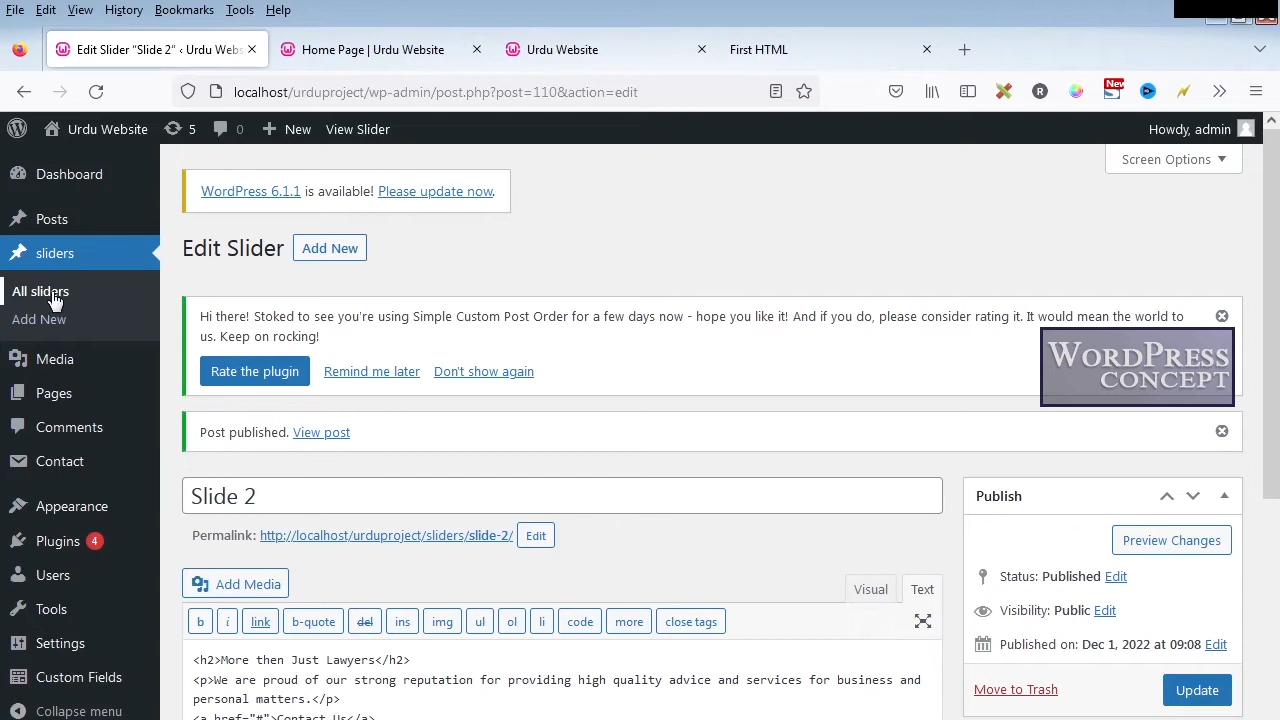 File Edit View History Bookmarks Tools Help
Edit Slider “Slide 2” ‹ Urdu Webs
Home Page | Urdu Website
Urdu Website
First HTML
localhost/urduproject/wp-admin/post.php?post=110&action=edit
New
Urdu Website 5 0 New View Slider Howdy, admin
Screen Options
Dashboard
WordPress 6.1.1 is available! Please update now.
Posts
sliders
Edit Slider Add New
All sliders
Add New
Hi there! Stoked to see you're using Simple Custom Post Order for a few days now - hope you like it! And if you do, please consider rating it. It would mean the world to
us. Keep on rocking!
WORDPRESS
CONCEPT
Media
Rate the plugin Remind me later Don't show again
Pages
Comments
Post published. View post
Contact
Slide 2
Publish
Appearance
Permalink: http://localhost/urduproject/sliders/slide-2/ Edit
Preview Changes
Plugins 4
Users
Add Media
Visual Text
Status: Published Edit
Tools
b i link b-quote del ins img ul ol li code more close tags
Visibility: Public Edit
Settings
Published on: Dec 1, 2022 at 09:08 Edit
<h2>More then Just Lawyers</h2>
<p>We are proud of our strong reputation for providing high quality advice and services for business and
personal matters.</p>
<a href="#">Contact Us</a>
Custom Fields
Move to Trash Update
Collapse menu
R